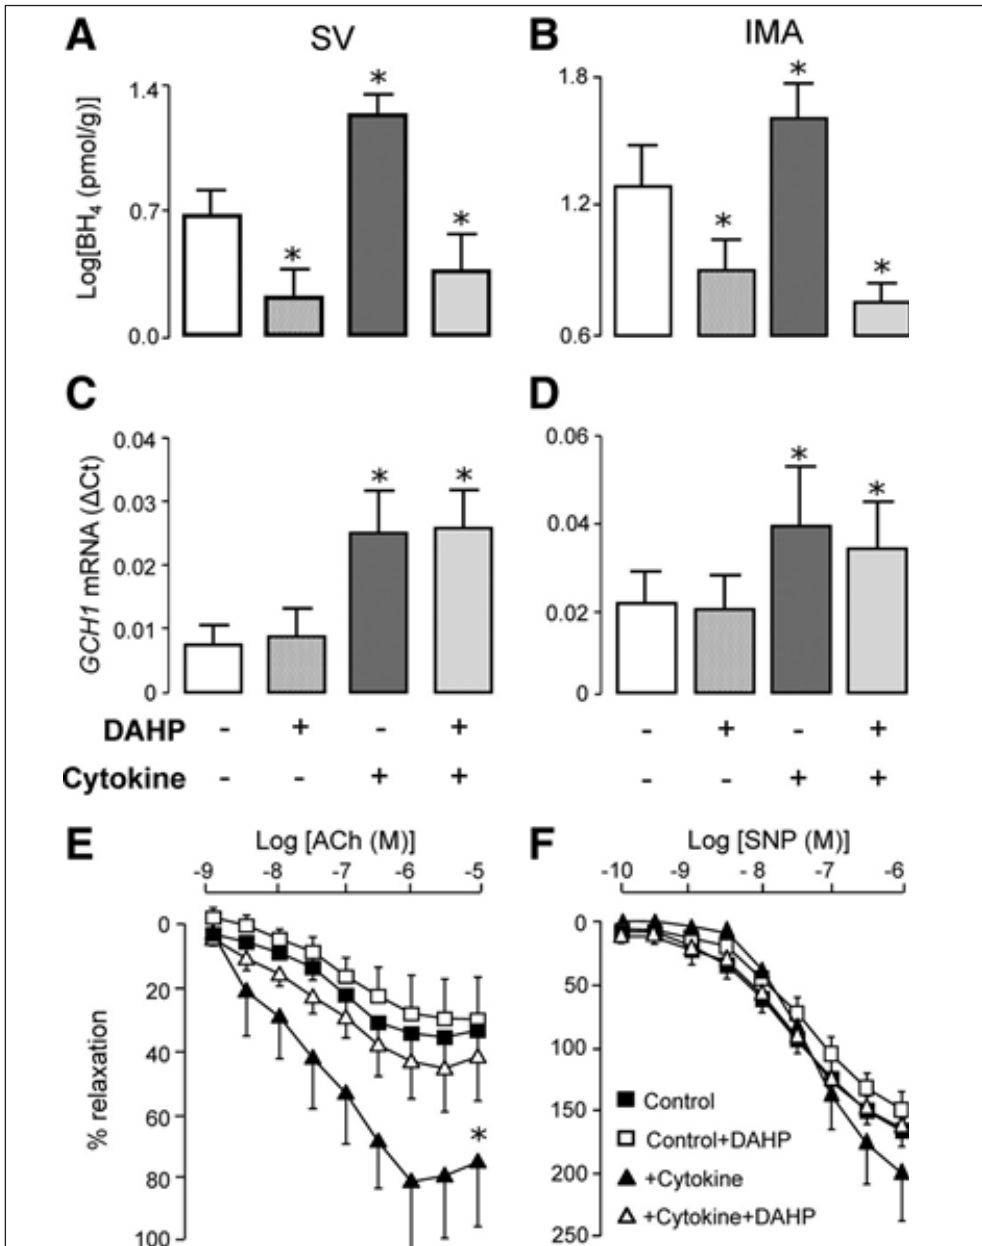 A SV B IMA
Log[BH4 (pmol/g)]
1.4
0.7
0.0
* * * *
1.8
1.2
0.6
* * * *
C D
GCH1 mRNA (ΔCt)
0.04
0.03
0.02
0.01
0
* *
0.06
0.04
0.02
0
* *
DAHP - + - + - + - +
Cytokine - - + + - - + +
E Log [ACh (M)] F Log [SNP (M)]
-9 -8 -7 -6 -5 -10 -9 -8 -7 -6
% relaxation
0
20
40
60
80
100
*
0
50
100
150
200
250
Control
Control+DAHP
+Cytokine
+Cytokine+DAHP